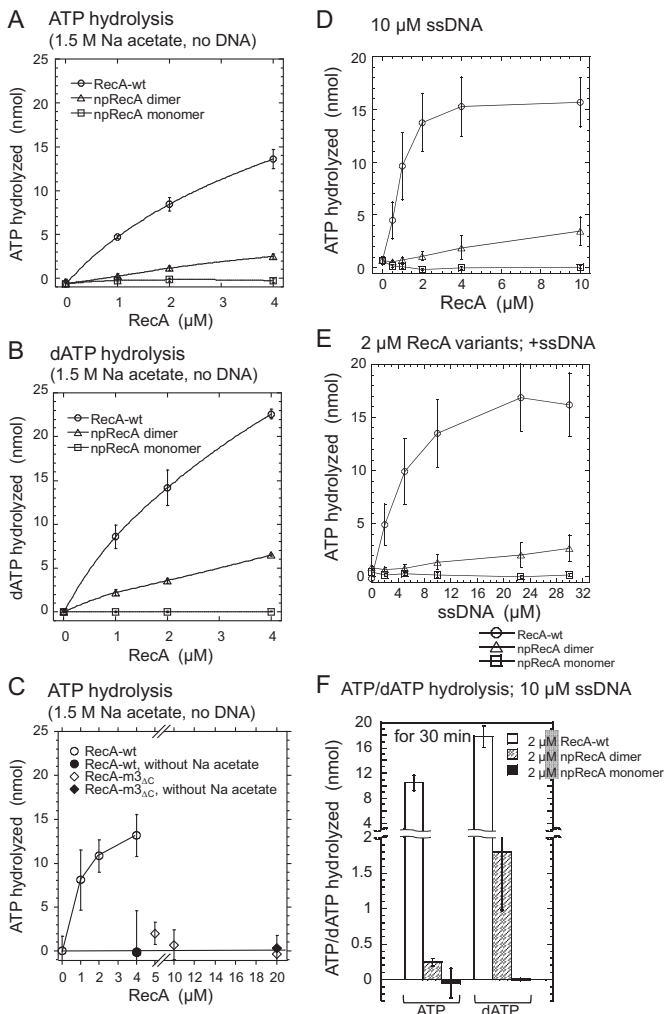 A ATP hydrolysis
(1.5 M Na acetate, no DNA)
25
20
15
10
5
0
ATP hydrolyzed (nmol)
RecA-wt
npRecA dimer
npRecA monomer
0 1 2 3 4
RecA (µM)
B dATP hydrolysis
(1.5 M Na acetate, no DNA)
25
20
15
10
5
0
dATP hydrolyzed (nmol)
RecA-wt
npRecA dimer
npRecA monomer
0 1 2 3 4
RecA (µM)
C ATP hydrolysis
(1.5 M Na acetate, no DNA)
25
20
15
10
5
0
ATP hydrolyzed (nmol)
RecA-wt
RecA-wt, without Na acetate
RecA-m3ΔC
RecA-m3ΔC, without Na acetate
0 1 2 3 4 5 10 15 20
RecA (µM)
D 10 µM ssDNA
20
15
10
5
0
ATP hydrolyzed (nmol)
0 2 4 6 8 10
RecA (µM)
E 2 µM RecA variants; +ssDNA
20
15
10
5
0
ATP hydrolyzed (nmol)
0 4 8 12 16 20 24 28 32
ssDNA (µM)
RecA-wt
npRecA dimer
npRecA monomer
F ATP/dATP hydrolysis; 10 µM ssDNA
for 30 min
20
18
16
14
12
10
8
6
4
2
2
1.5
1
0.5
0
ATP/dATP hydrolyzed (nmol)
2 µM RecA-wt
2 µM npRecA dimer
2 µM npRecA monomer
ATP dATP